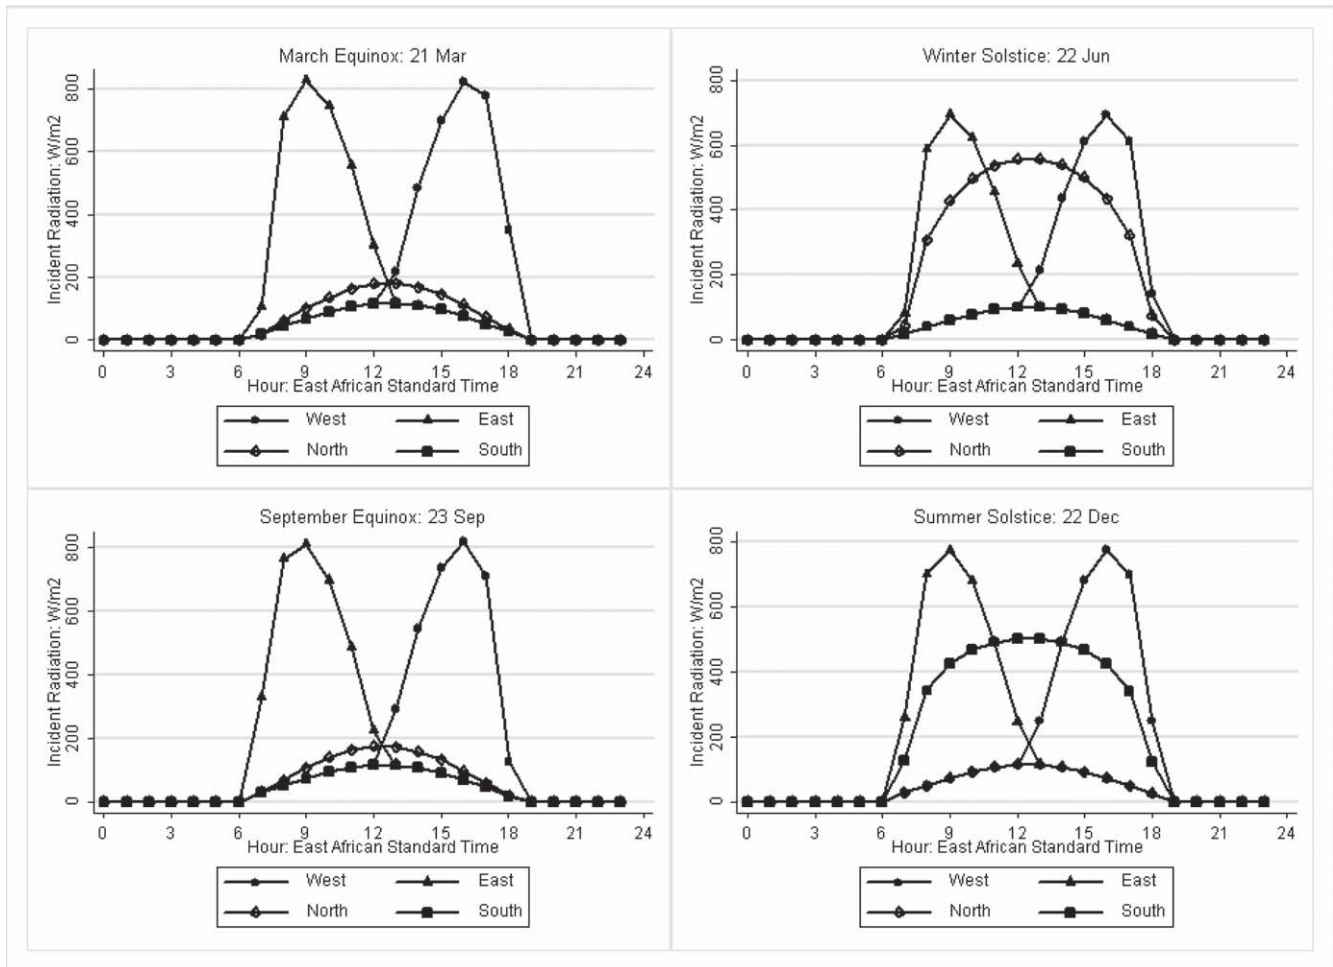 March Equinox: 21 Mar
Incident Radiation: W/m2
800
600
400
200
0
0 3 6 9 12 15 18 21 24
Hour: East African Standard Time
West East
North South
Winter Solstice: 22 Jun
Incident Radiation: W/m2
800
600
400
200
0
0 3 6 9 12 15 18 21 24
Hour: East African Standard Time
West East
North South
September Equinox: 23 Sep
Incident Radiation: W/m2
800
600
400
200
0
0 3 6 9 12 15 18 21 24
Hour: East African Standard Time
West East
North South
Summer Solstice: 22 Dec
Incident Radiation: W/m2
800
600
400
200
0
0 3 6 9 12 15 18 21 24
Hour: East African Standard Time
West East
North South